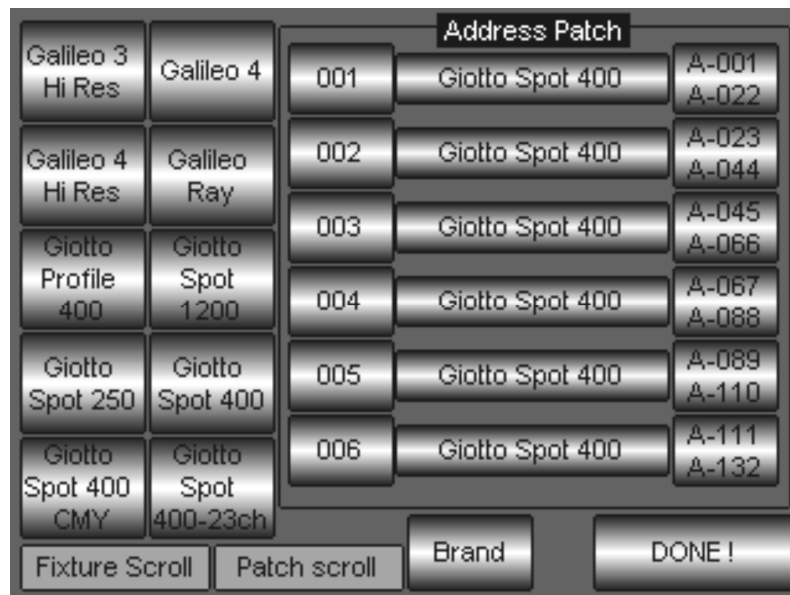 Galileo 3
Hi Res
Galileo 4
Galileo 4
Hi Res
Galileo
Ray
Giotto
Profile
400
Giotto
Spot
1200
Giotto
Spot 250
Giotto
Spot 400
Giotto
Spot 400
CMY
Giotto
Spot
400-23ch
Fixture Scroll
Patch scroll
Address Patch
001
Giotto Spot 400
A-001
A-022
002
Giotto Spot 400
A-023
A-044
003
Giotto Spot 400
A-045
A-066
004
Giotto Spot 400
A-067
A-088
005
Giotto Spot 400
A-089
A-110
006
Giotto Spot 400
A-111
A-132
Brand
DONE !